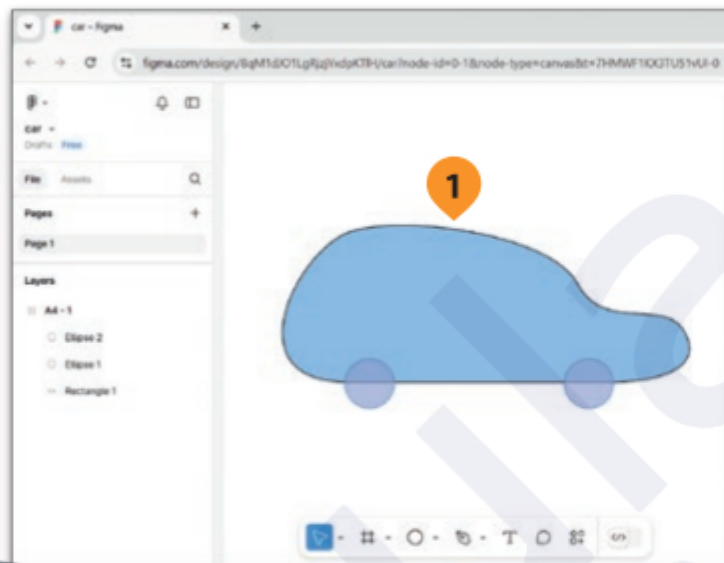 car – Figma
car
Drafts Free
File Assets
Pages
Page 1
Layers
A4 - 1
Ellipse 2
Ellipse 1
Rectangle 1
1